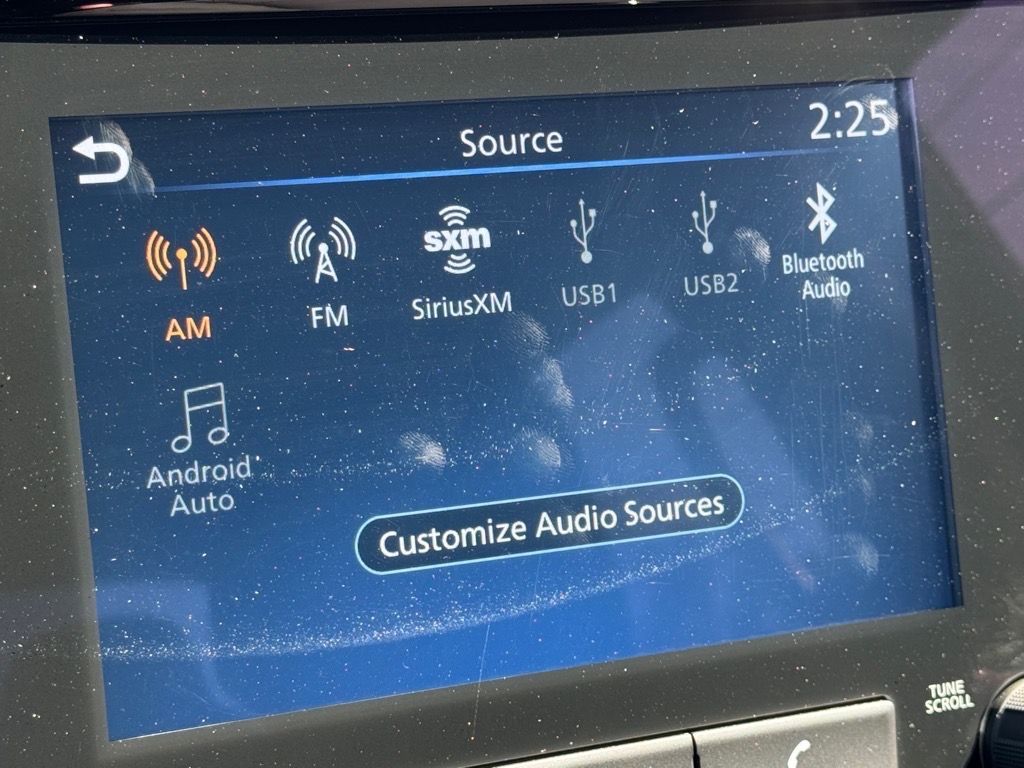 Source
2:25
sxm
AM
FM
SiriusXM
USB1
USB2
Bluetooth
Audio
Android
Auto
Customize Audio Sources
TUNE
SCROLL